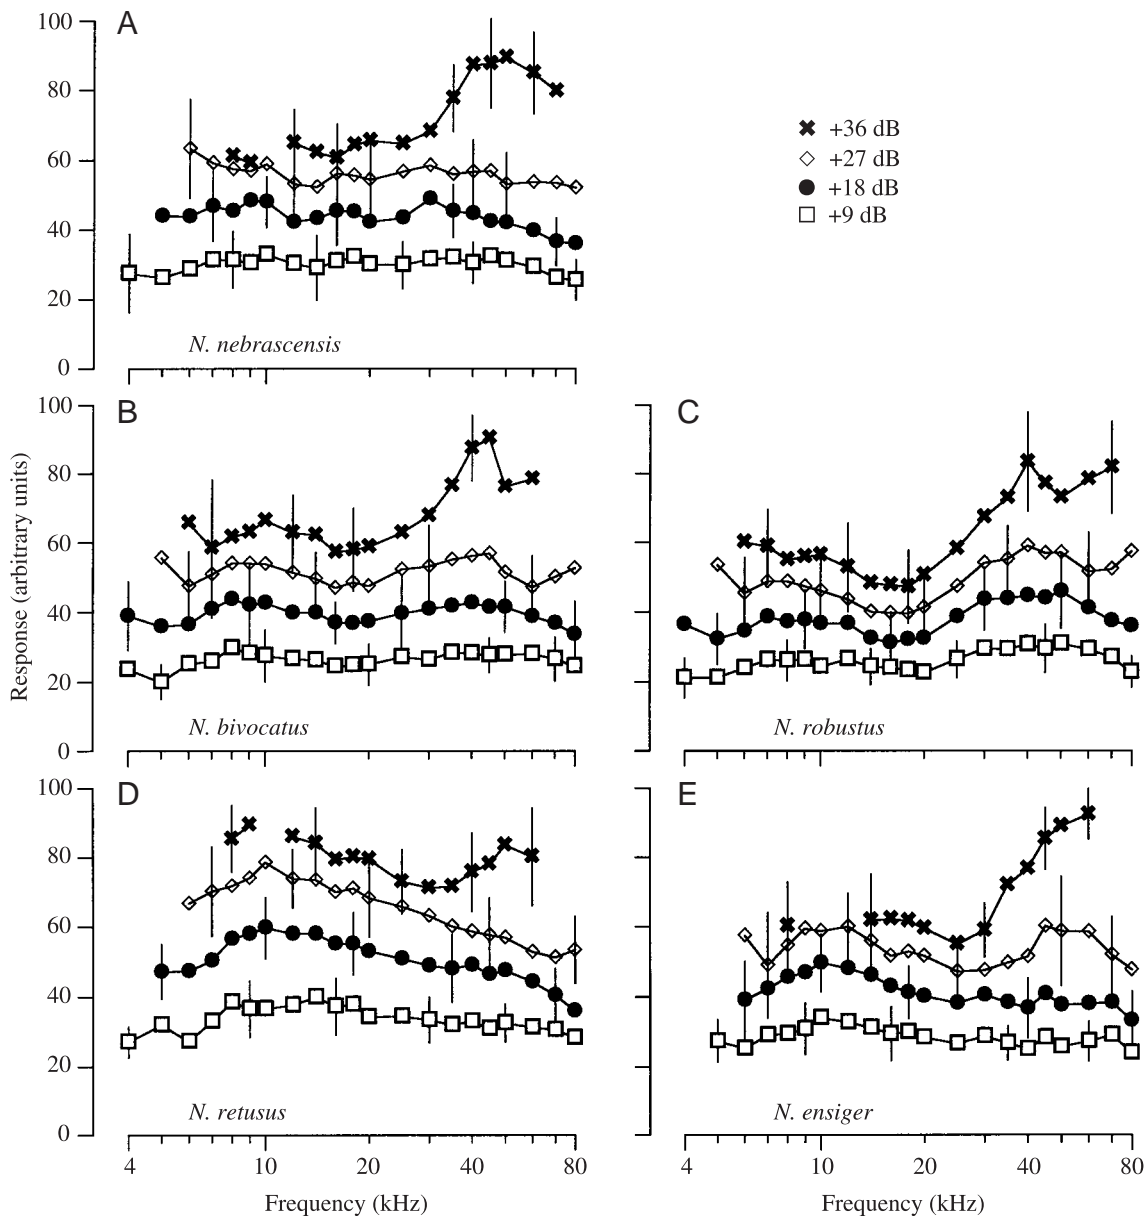 A
100
80
60
40
20
0
N. nebrascensis
+36 dB
+27 dB
+18 dB
+9 dB
B
100
80
60
40
20
0
N. bivocatus
C
N. robustus
Response (arbitrary units)
D
100
80
60
40
20
0
N. retusus
E
N. ensiger
4 10 20 40 80
4 10 20 40 80
Frequency (kHz)
Frequency (kHz)